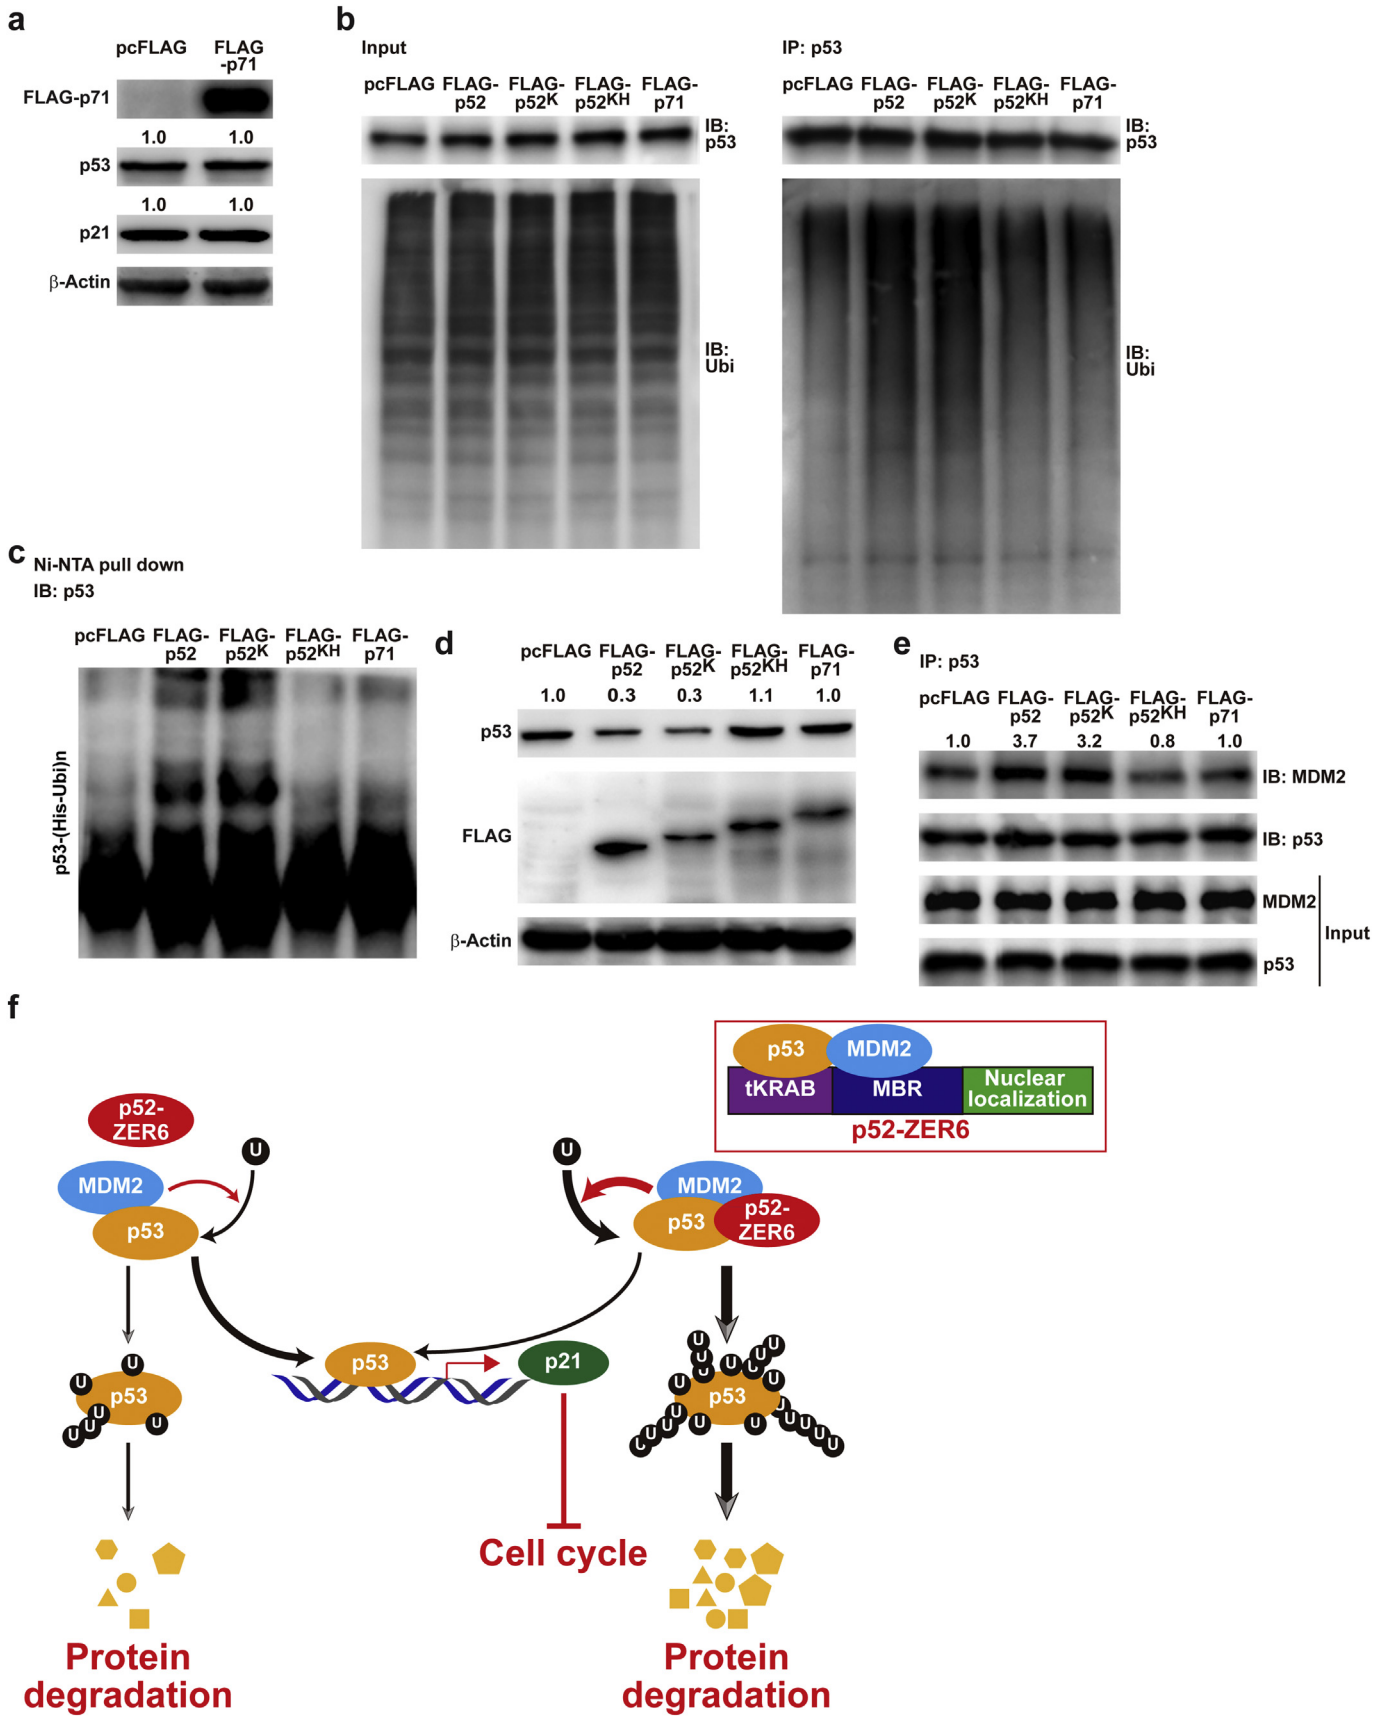 a
pcFLAG
FLAG
-p71
FLAG-p71
1.0 1.0
p53
1.0 1.0
p21
β-Actin
b
Input
pcFLAG FLAG- FLAG- FLAG- FLAG-
p52 p52K p52KH p71
IB:
p53
IB:
Ubi
IP: p53
pcFLAG FLAG- FLAG- FLAG- FLAG-
p52 p52K p52KH p71
IB:
p53
IB:
Ubi
c
Ni-NTA pull down
IB: p53
pcFLAG FLAG- FLAG- FLAG- FLAG-
p52 p52K p52KH p71
p53-(His-Ubi)n
d
pcFLAG FLAG- FLAG- FLAG- FLAG-
p52 p52K p52KH p71
1.0 0.3 0.3 1.1 1.0
p53
FLAG
β-Actin
e
IP: p53
pcFLAG FLAG- FLAG- FLAG- FLAG-
p52 p52K p52KH p71
1.0 3.7 3.2 0.8 1.0
IB: MDM2
IB: p53
MDM2
p53
Input
f
p53 MDM2
tKRAB MBR Nuclear
localization
p52-ZER6
p52-
ZER6
U
MDM2
p53
U
MDM2
p53
p52-
ZER6
p53
p21
U
U
p53
U
U
U
U
U
U
U
U
U
U
U
U
U
U
p53
U
U
U
U
U
U
U
U
U
U
U
U
Cell cycle
Protein
degradation
Protein
degradation